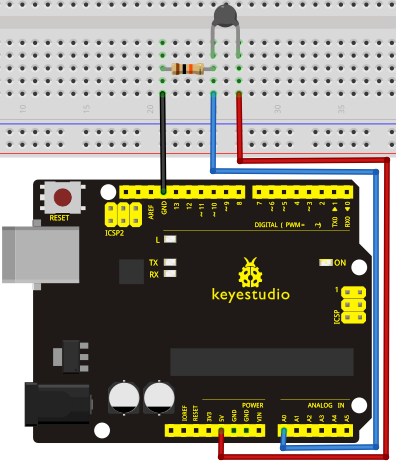 10 15 20 25 30 35
RESET
ICSP2
AREF
GND
13
12
~11
~10
~9
8
7
~6
~5
4
~3
2
TX0▶1
RX0◀0
DIGITAL ( PWM= ~ )
L
TX
RX
ON
keyestudio
1
ICSP
POWER
ANALOG IN
IOREF
RESET
3V3
5V
GND
GND
VIN
A0
A1
A2
A3
A4
A5